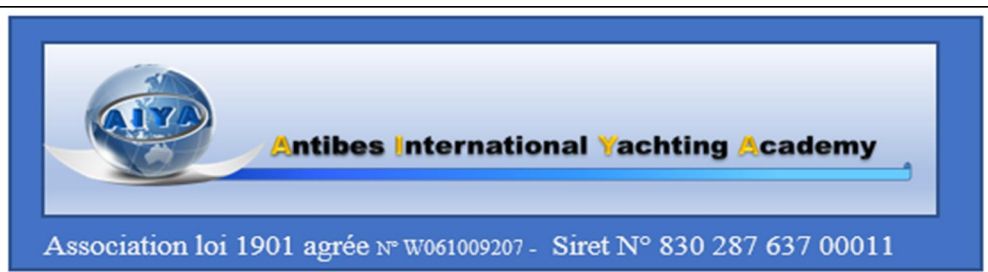 AIYA
Antibes International Yachting Academy
Association loi 1901 agrée N° W061009207 - Siret N° 830 287 637 00011